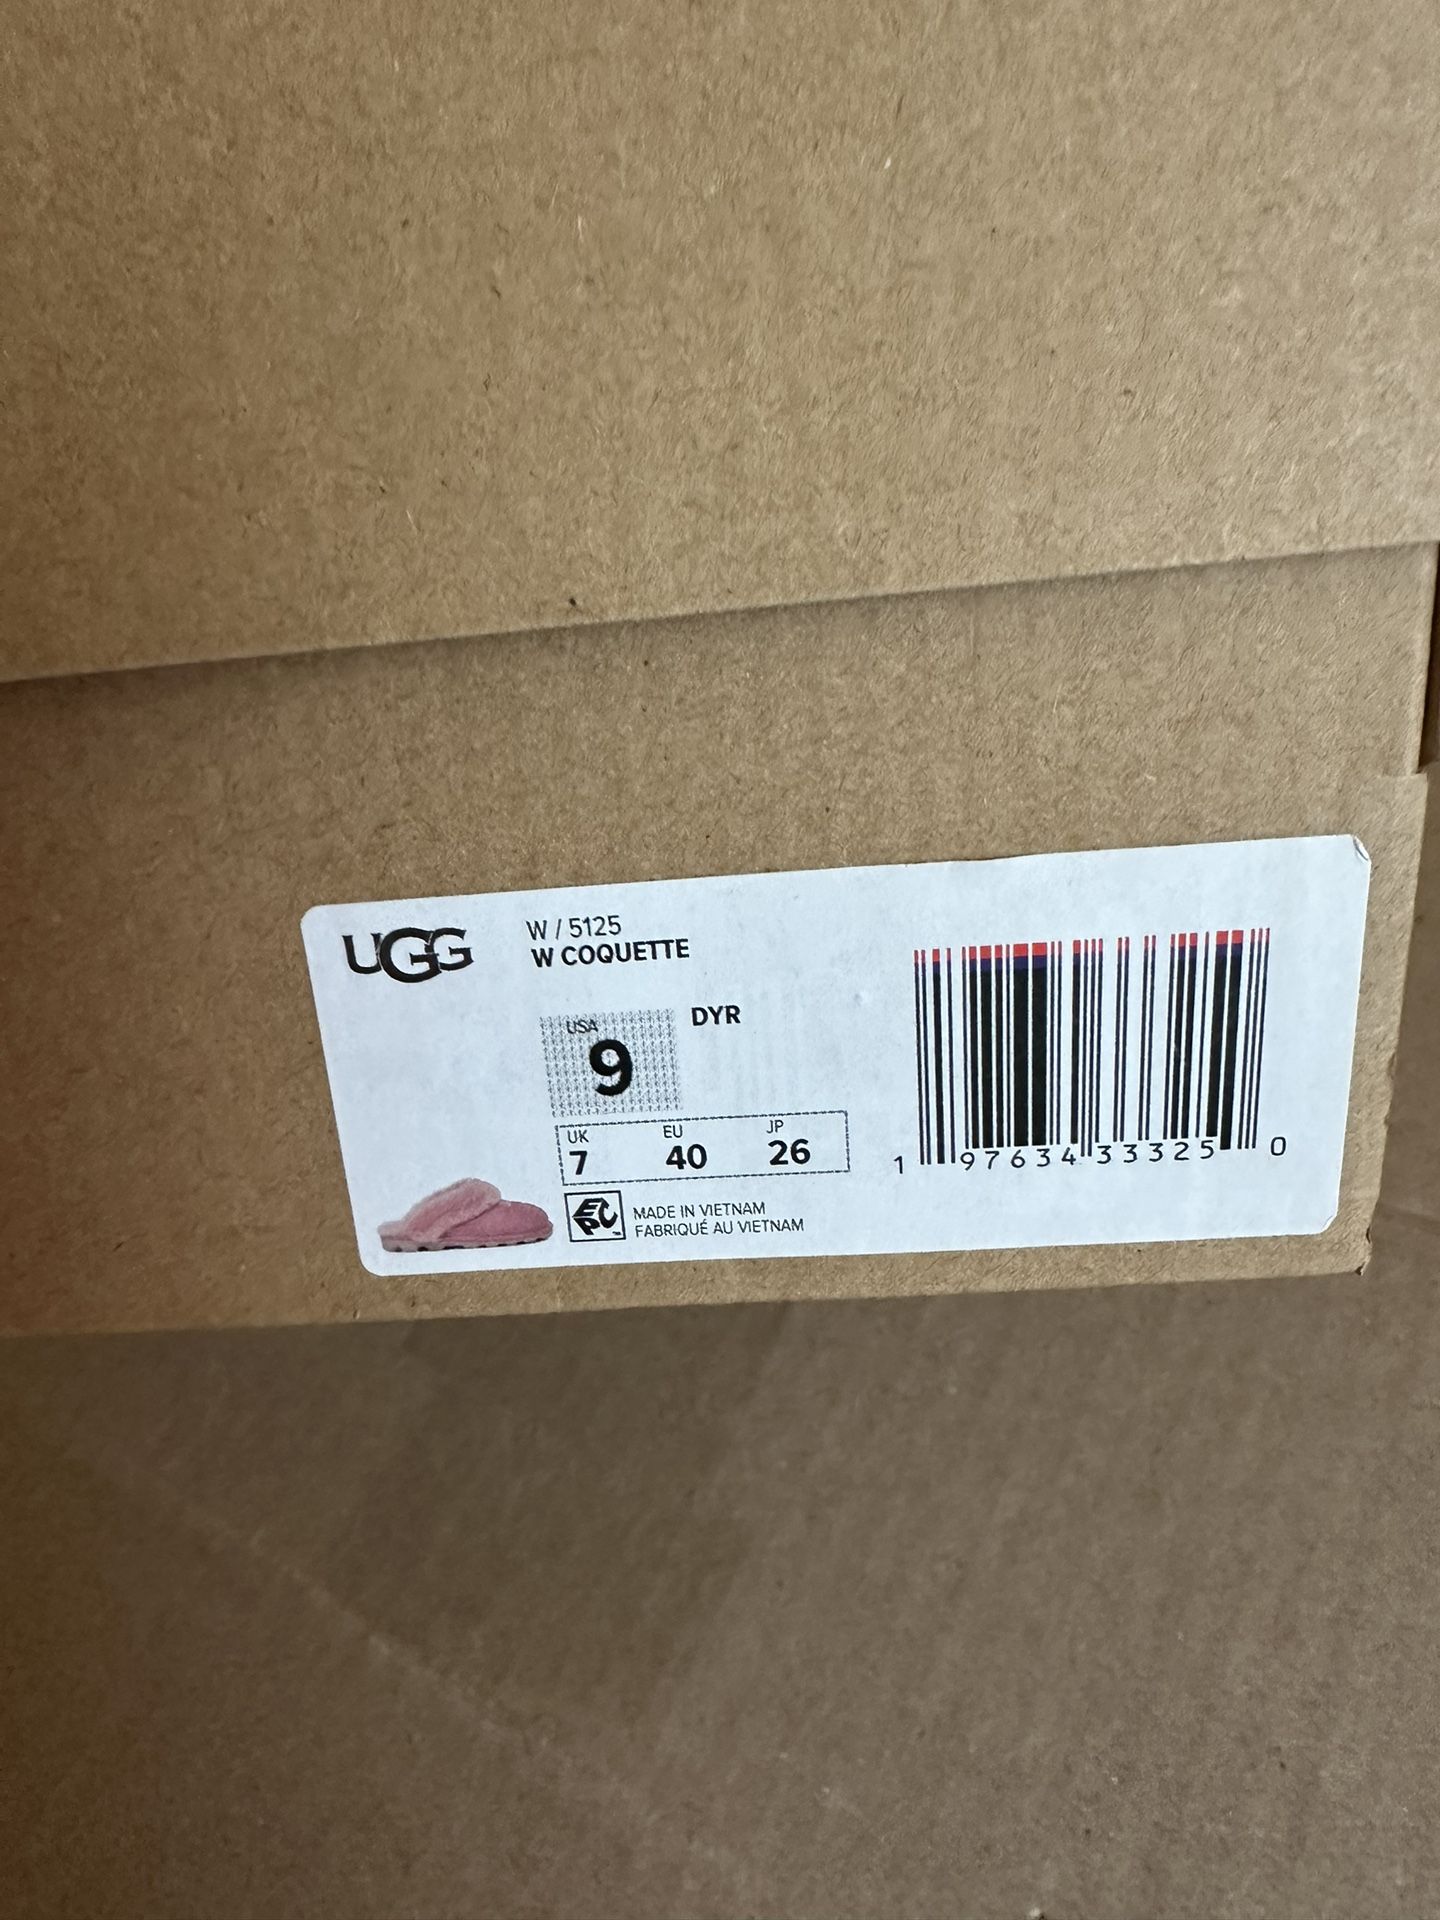 UGG
W / 5125
W COQUETTE
USA
9
DYR
UK EU JP
7 40 26
EPC
MADE IN VIETNAM
FABRIQUÉ AU VIETNAM
1 97634 33325 0